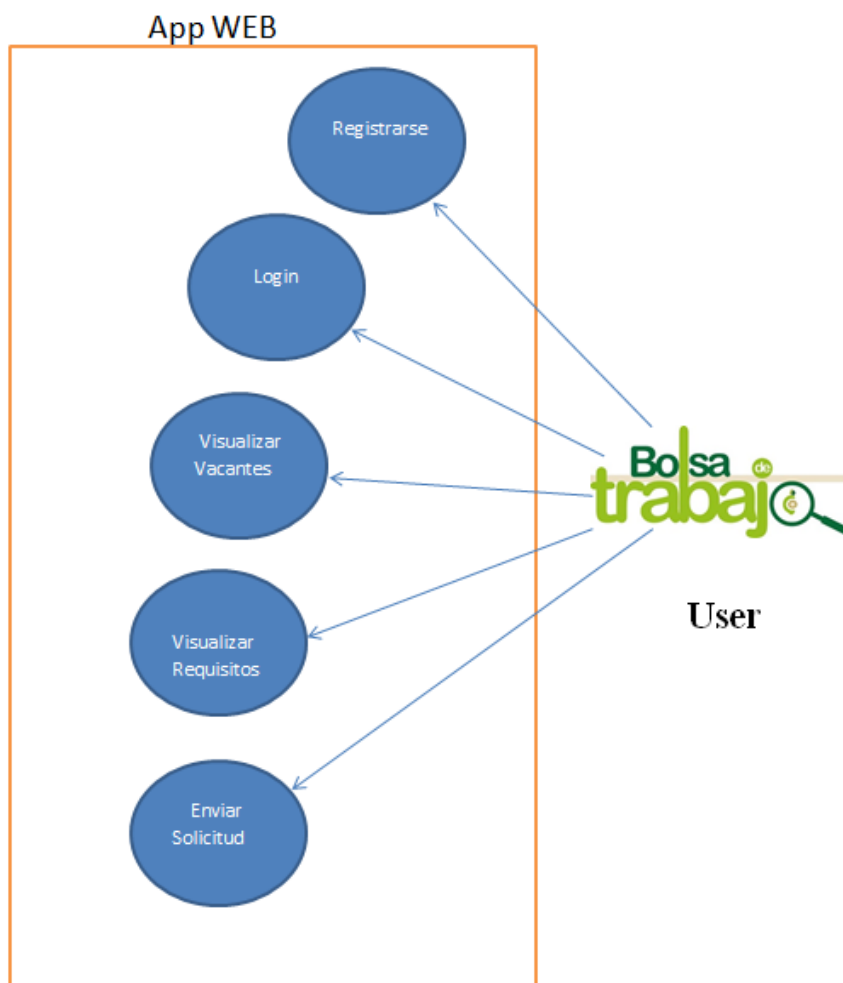 App WEB
Registrarse
Login
Visualizar
Vacantes
Bolsa
de
trabajo
User
Visualizar
Requisitos
Enviar
Solicitud